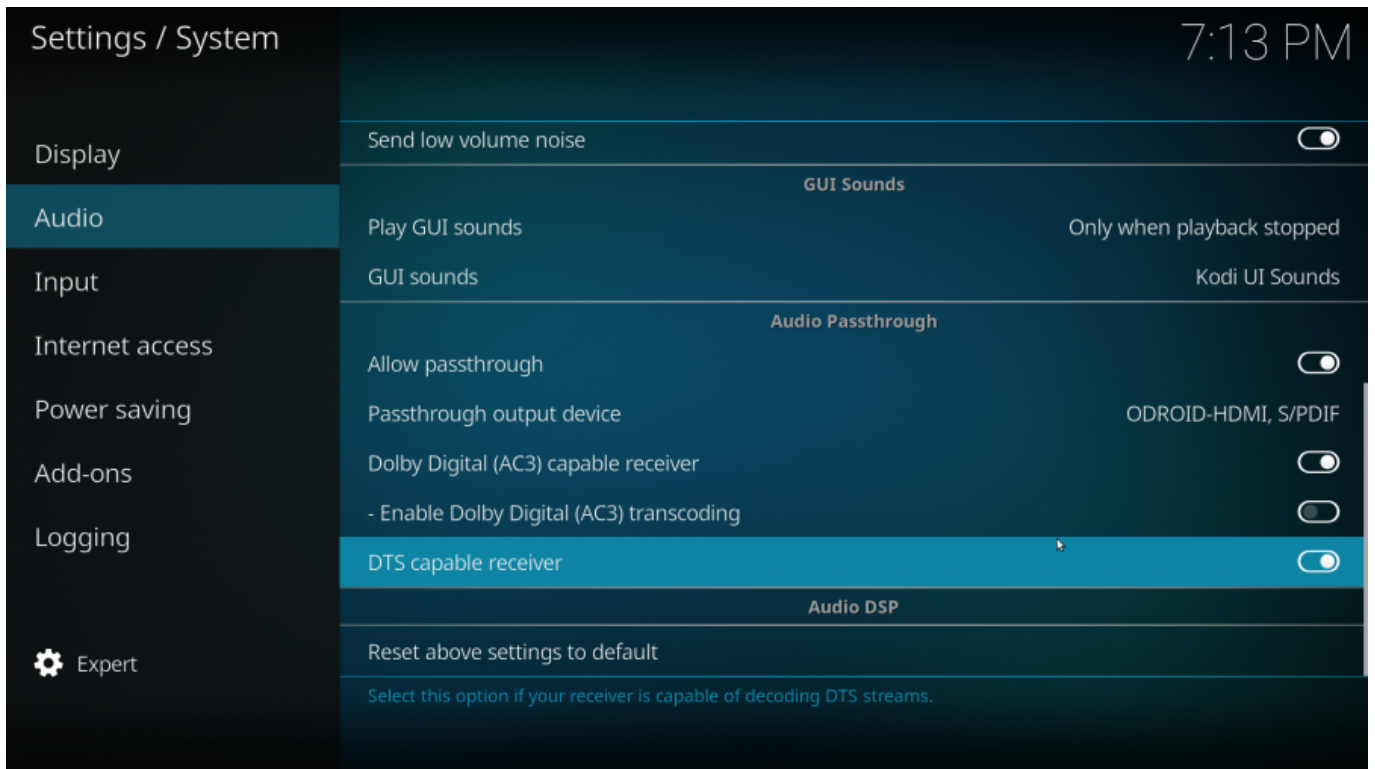 Settings / System
7:13 PM
Display
Audio
Input
Internet access
Power saving
Add-ons
Logging
Expert
Send low volume noise
GUI Sounds
Play GUI sounds
Only when playback stopped
GUI sounds
Kodi UI Sounds
Audio Passthrough
Allow passthrough
Passthrough output device
ODROID-HDMI, S/PDIF
Dolby Digital (AC3) capable receiver
- Enable Dolby Digital (AC3) transcoding
DTS capable receiver
Audio DSP
Reset above settings to default
Select this option if your receiver is capable of decoding DTS streams.